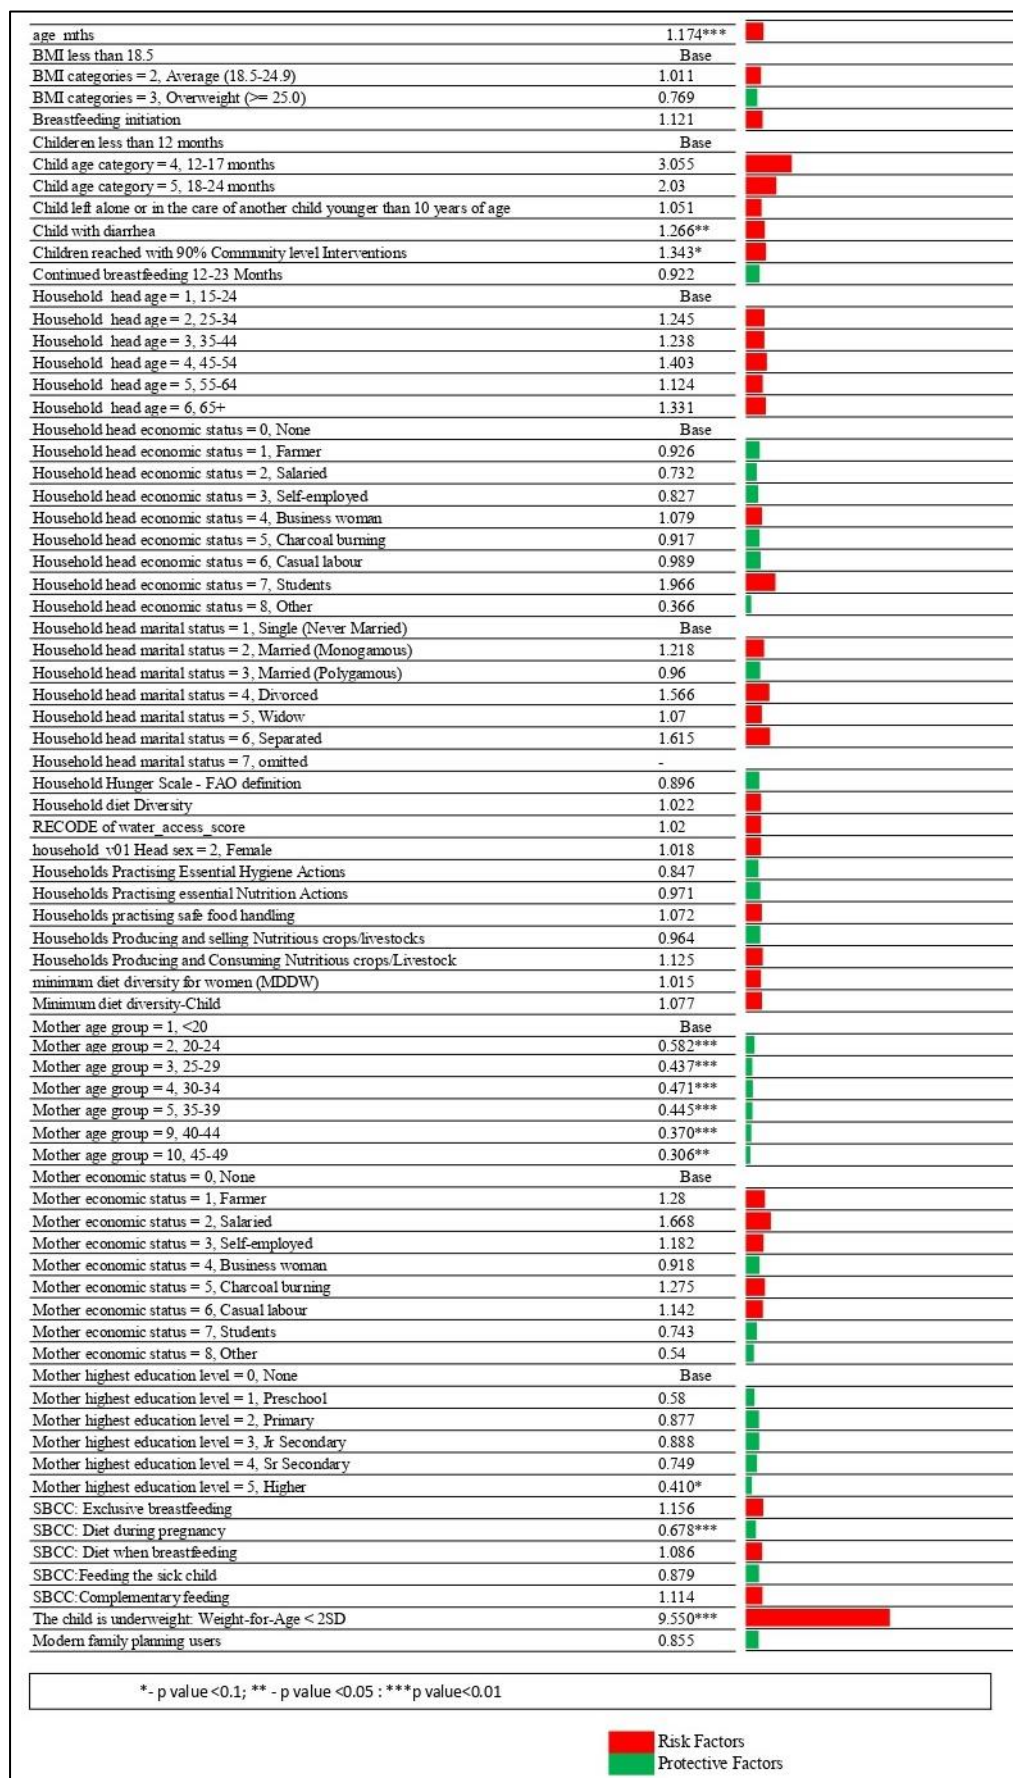 age_mths 1.174***
BMI less than 18.5 Base
BMI categories = 2, Average (18.5-24.9) 1.011
BMI categories = 3, Overweight (>= 25.0) 0.769
Breastfeeding initiation 1.121
Childeren less than 12 months Base
Child age category = 4, 12-17 months 3.055
Child age category = 5, 18-24 months 2.03
Child left alone or in the care of another child younger than 10 years of age 1.051
Child with diarrhea 1.266**
Children reached with 90% Community level Interventions 1.343*
Continued breastfeeding 12-23 Months 0.922
Household_head age = 1, 15-24 Base
Household_head age = 2, 25-34 1.245
Household_head age = 3, 35-44 1.238
Household_head age = 4, 45-54 1.403
Household_head age = 5, 55-64 1.124
Household_head age = 6, 65+ 1.331
Household head economic status = 0, None Base
Household head economic status = 1, Farmer 0.926
Household head economic status = 2, Salaried 0.732
Household head economic status = 3, Self-employed 0.827
Household head economic status = 4, Business woman 1.079
Household head economic status = 5, Charcoal burning 0.917
Household head economic status = 6, Casual labour 0.989
Household head economic status = 7, Students 1.966
Household head economic status = 8, Other 0.366
Household head marital status = 1, Single (Never Married) Base
Household head marital status = 2, Married (Monogamous) 1.218
Household head marital status = 3, Married (Polygamous) 0.96
Household head marital status = 4, Divorced 1.566
Household head marital status = 5, Widow 1.07
Household head marital status = 6, Separated 1.615
Household head marital status = 7, omitted -
Household Hunger Scale - FAO definition 0.896
Household diet Diversity 1.022
RECODE of water_access_score 1.02
household_v01 Head sex = 2, Female 1.018
Households Practising Essential Hygiene Actions 0.847
Households Practising essential Nutrition Actions 0.971
Households practising safe food handling 1.072
Households Producing and selling Nutritious crops/livestocks 0.964
Households Producing and Consuming Nutritious crops/Livestock 1.125
minimum diet diversity for women (MDDW) 1.015
Minimum diet diversity-Child 1.077
Mother age group = 1, <20 Base
Mother age group = 2, 20-24 0.582***
Mother age group = 3, 25-29 0.437***
Mother age group = 4, 30-34 0.471***
Mother age group = 5, 35-39 0.445***
Mother age group = 9, 40-44 0.370***
Mother age group = 10, 45-49 0.306**
Mother economic status = 0, None Base
Mother economic status = 1, Farmer 1.28
Mother economic status = 2, Salaried 1.668
Mother economic status = 3, Self-employed 1.182
Mother economic status = 4, Business woman 0.918
Mother economic status = 5, Charcoal burning 1.275
Mother economic status = 6, Casual labour 1.142
Mother economic status = 7, Students 0.743
Mother economic status = 8, Other 0.54
Mother highest education level = 0, None Base
Mother highest education level = 1, Preschool 0.58
Mother highest education level = 2, Primary 0.877
Mother highest education level = 3, Jr Secondary 0.888
Mother highest education level = 4, Sr Secondary 0.749
Mother highest education level = 5, Higher 0.410*
SBCC: Exclusive breastfeeding 1.156
SBCC: Diet during pregnancy 0.678***
SBCC: Diet when breastfeeding 1.086
SBCC:Feeding the sick child 0.879
SBCC:Complementary feeding 1.114
The child is underweight: Weight-for-Age < 2SD 9.550***
Modern family planning users 0.855
*- p value <0.1; ** - p value <0.05 : ***p value<0.01
Risk Factors
Protective Factors